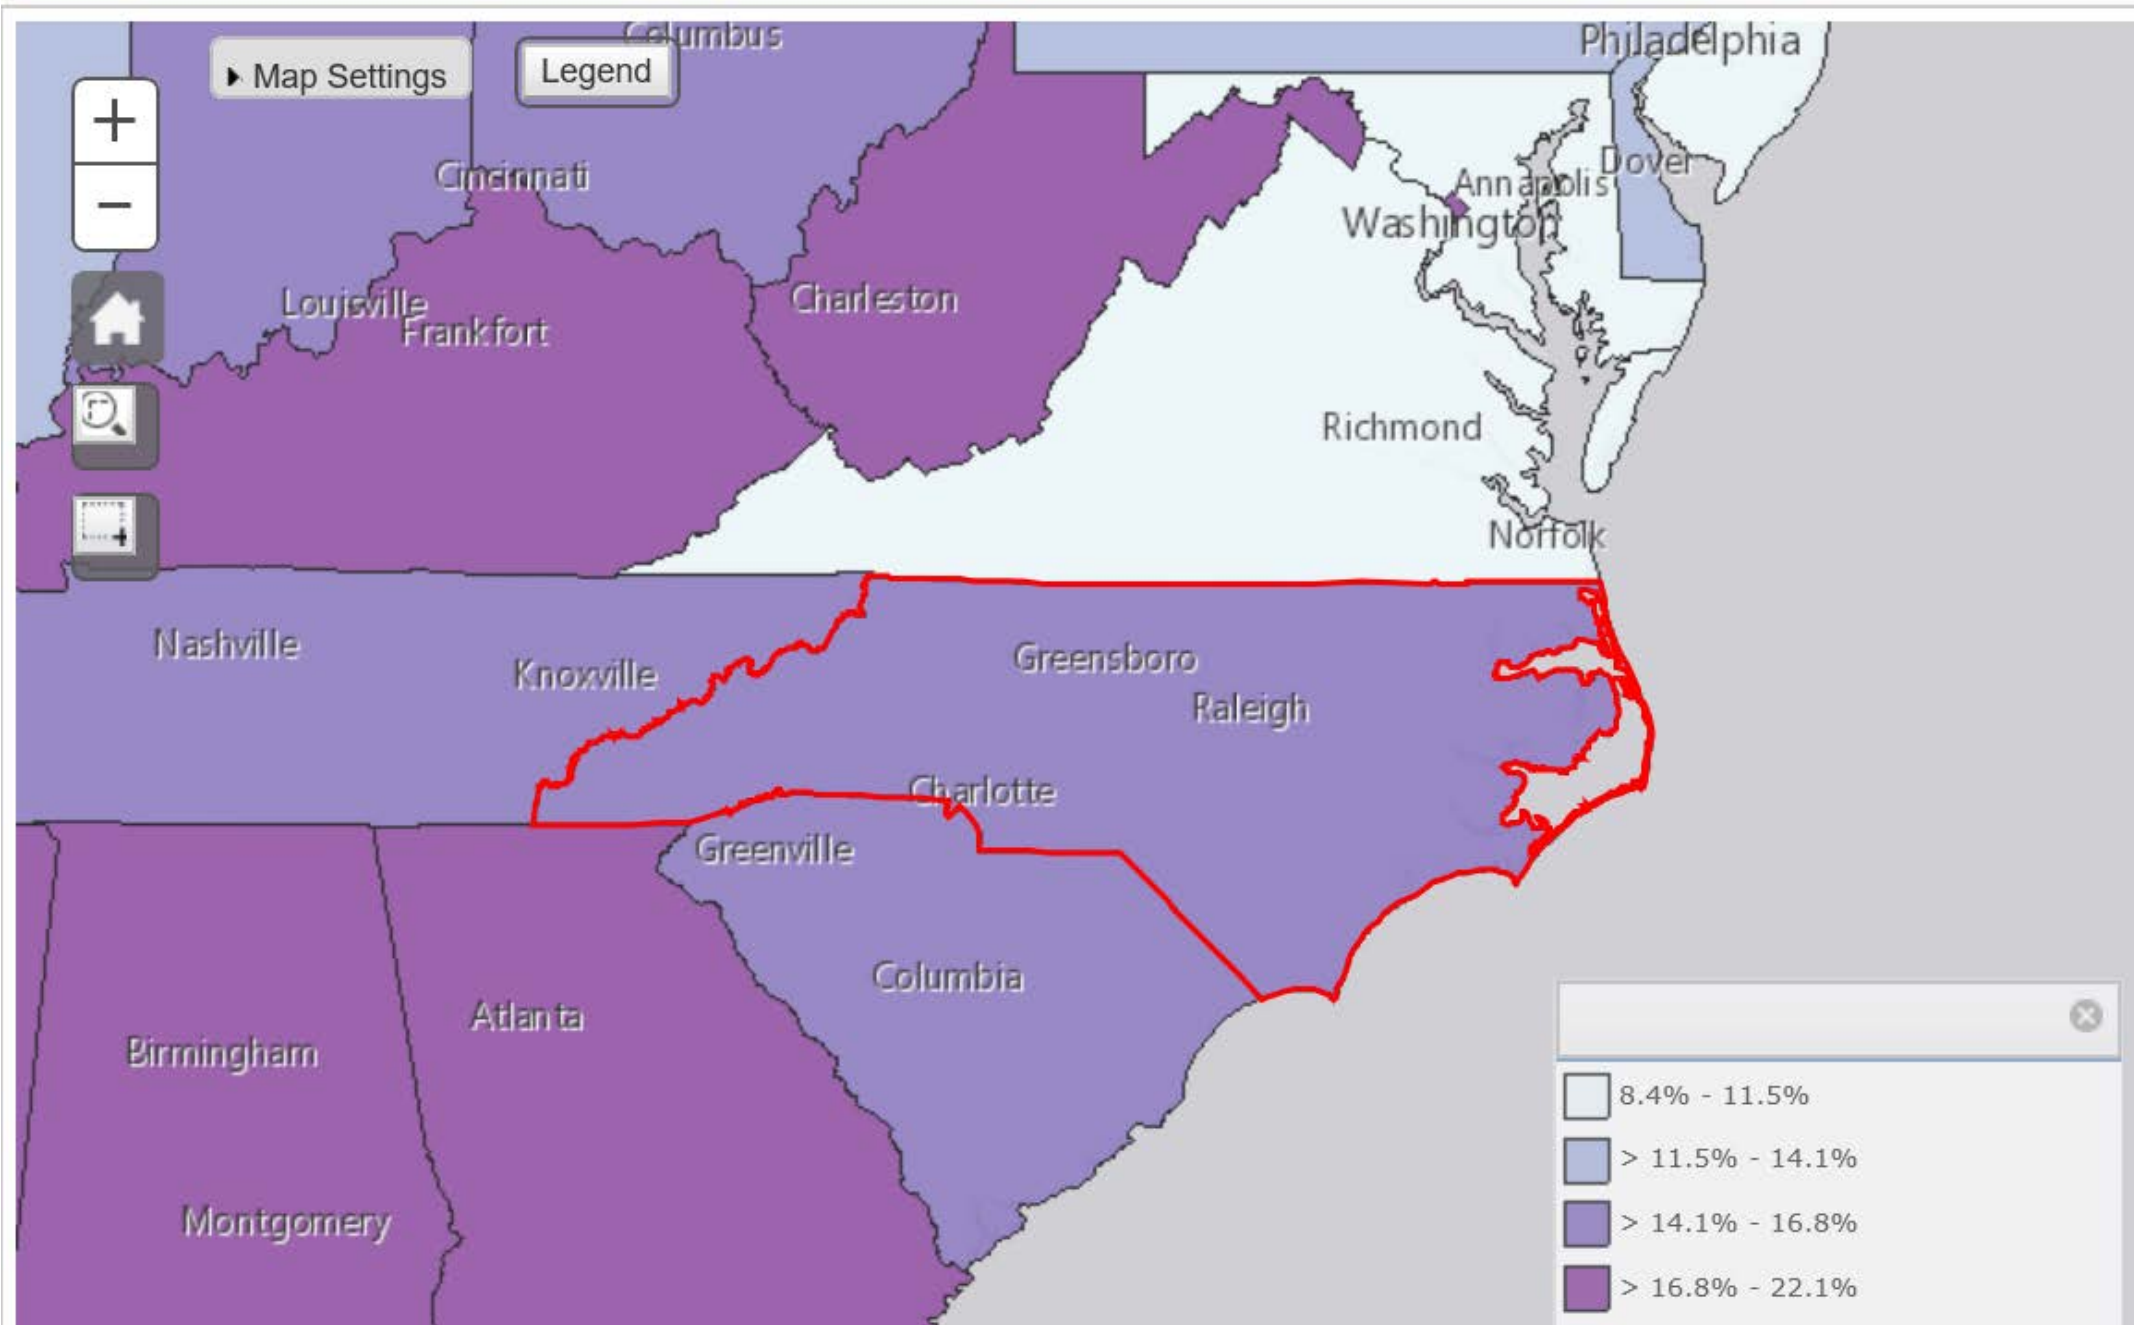 Columbus
Philadelphia
Map Settings
Legend
+
Cincinnati
Dover
Annapolis
−
Washington
Louisville
Charleston
Frankfort
Richmond
Norfolk
Nashville
Knoxville
Greensboro
Raleigh
Charlotte
Greenville
Columbia
Atlanta
Birmingham
Montgomery
8.4% - 11.5%
> 11.5% - 14.1%
> 14.1% - 16.8%
> 16.8% - 22.1%